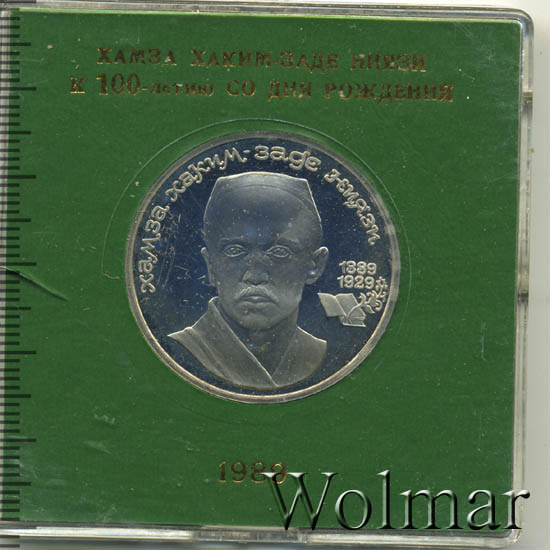 ХАМЗА ХАКИМ-ЗАДЕ НИЯЗИ
К 100-летию СО ДНЯ РОЖДЕНИЯ
хамза хаким-заде ниязи
1889
1929
Wolmar